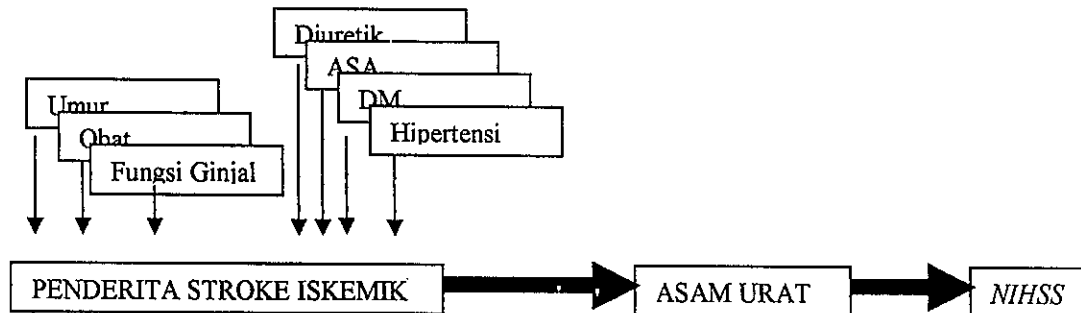 Diuretik
ASA
DM
Hipertensi
Umur
Obat
Fungsi Ginjal
PENDERITA STROKE ISKEMIK
ASAM URAT
NIHSS